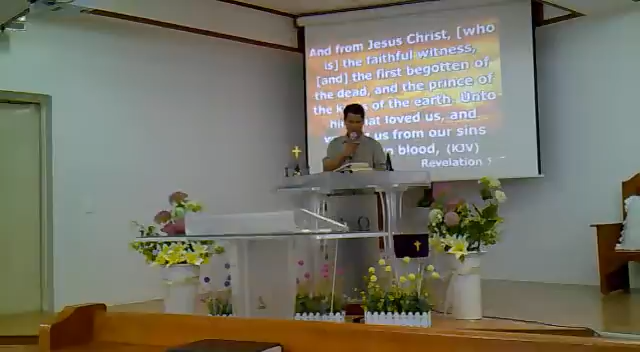 And from Jesus Christ, [who
is] the faithful witness,
[and] the first begotten of
the dead, and the prince of
the of the earth. Unto
that loved us, and
us from our sins
blood, (KJV)
Revelation